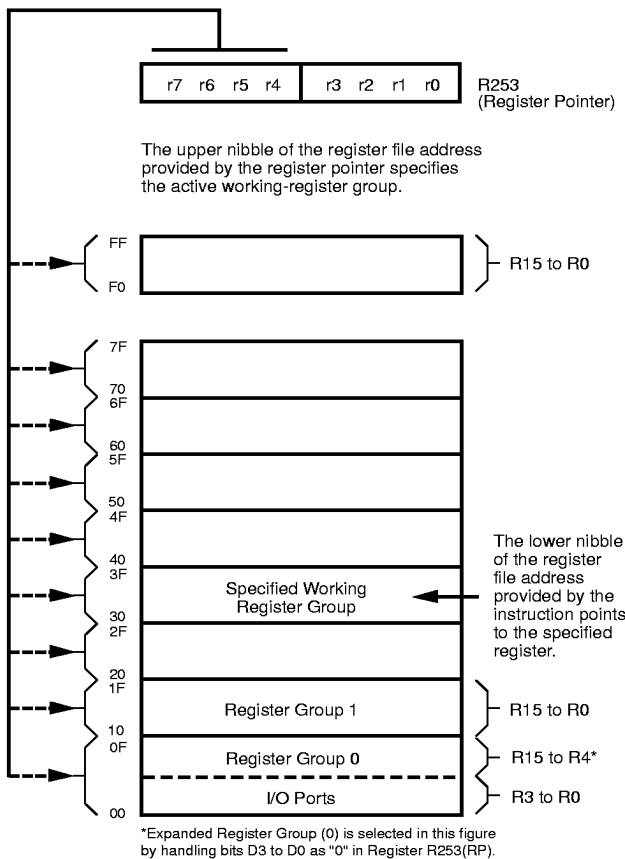 r7 r6 r5 r4 r3 r2 r1 r0
R253
(Register Pointer)
The upper nibble of the register file address
provided by the register pointer specifies
the active working-register group.
FF
F0
R15 to R0
7F
70
6F
60
5F
50
4F
40
3F
Specified Working
Register Group
The lower nibble
of the register
file address
provided by the
instruction points
to the specified
register.
30
2F
20
1F
Register Group 1
R15 to R0
10
0F
Register Group 0
R15 to R4*
I/O Ports
R3 to R0
00
*Expanded Register Group (0) is selected in this figure
by handling bits D3 to D0 as "0" in Register R253(RP).